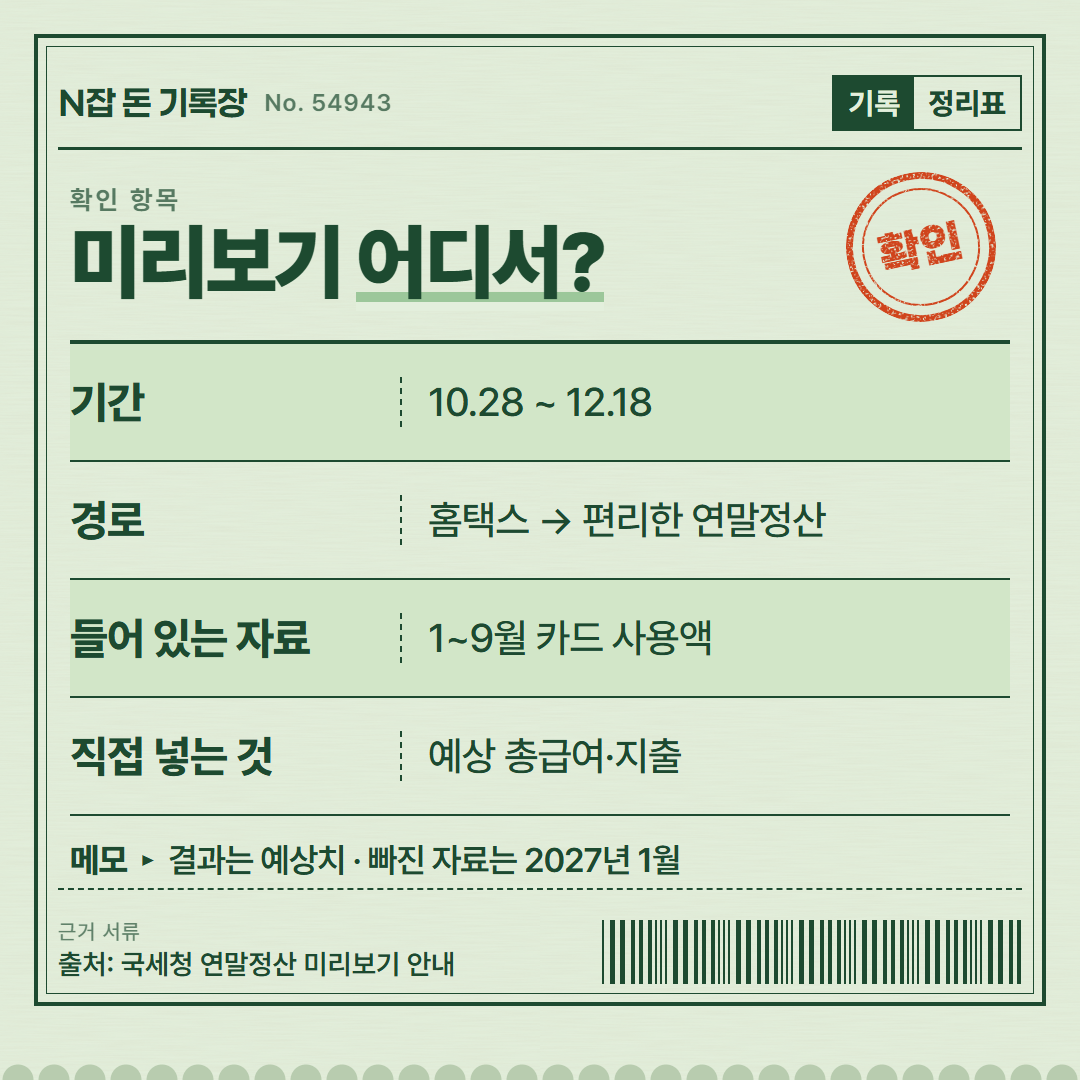 N잡 돈 기록장 No. 54943
기록 정리표
확인 항목
미리보기 어디서?
확인
기간 10.28 ~ 12.18
경로 홈택스 → 편리한 연말정산
들어 있는 자료 1~9월 카드 사용액
직접 넣는 것 예상 총급여·지출
메모 ▸ 결과는 예상치 · 빠진 자료는 2027년 1월
근거 서류
출처: 국세청 연말정산 미리보기 안내